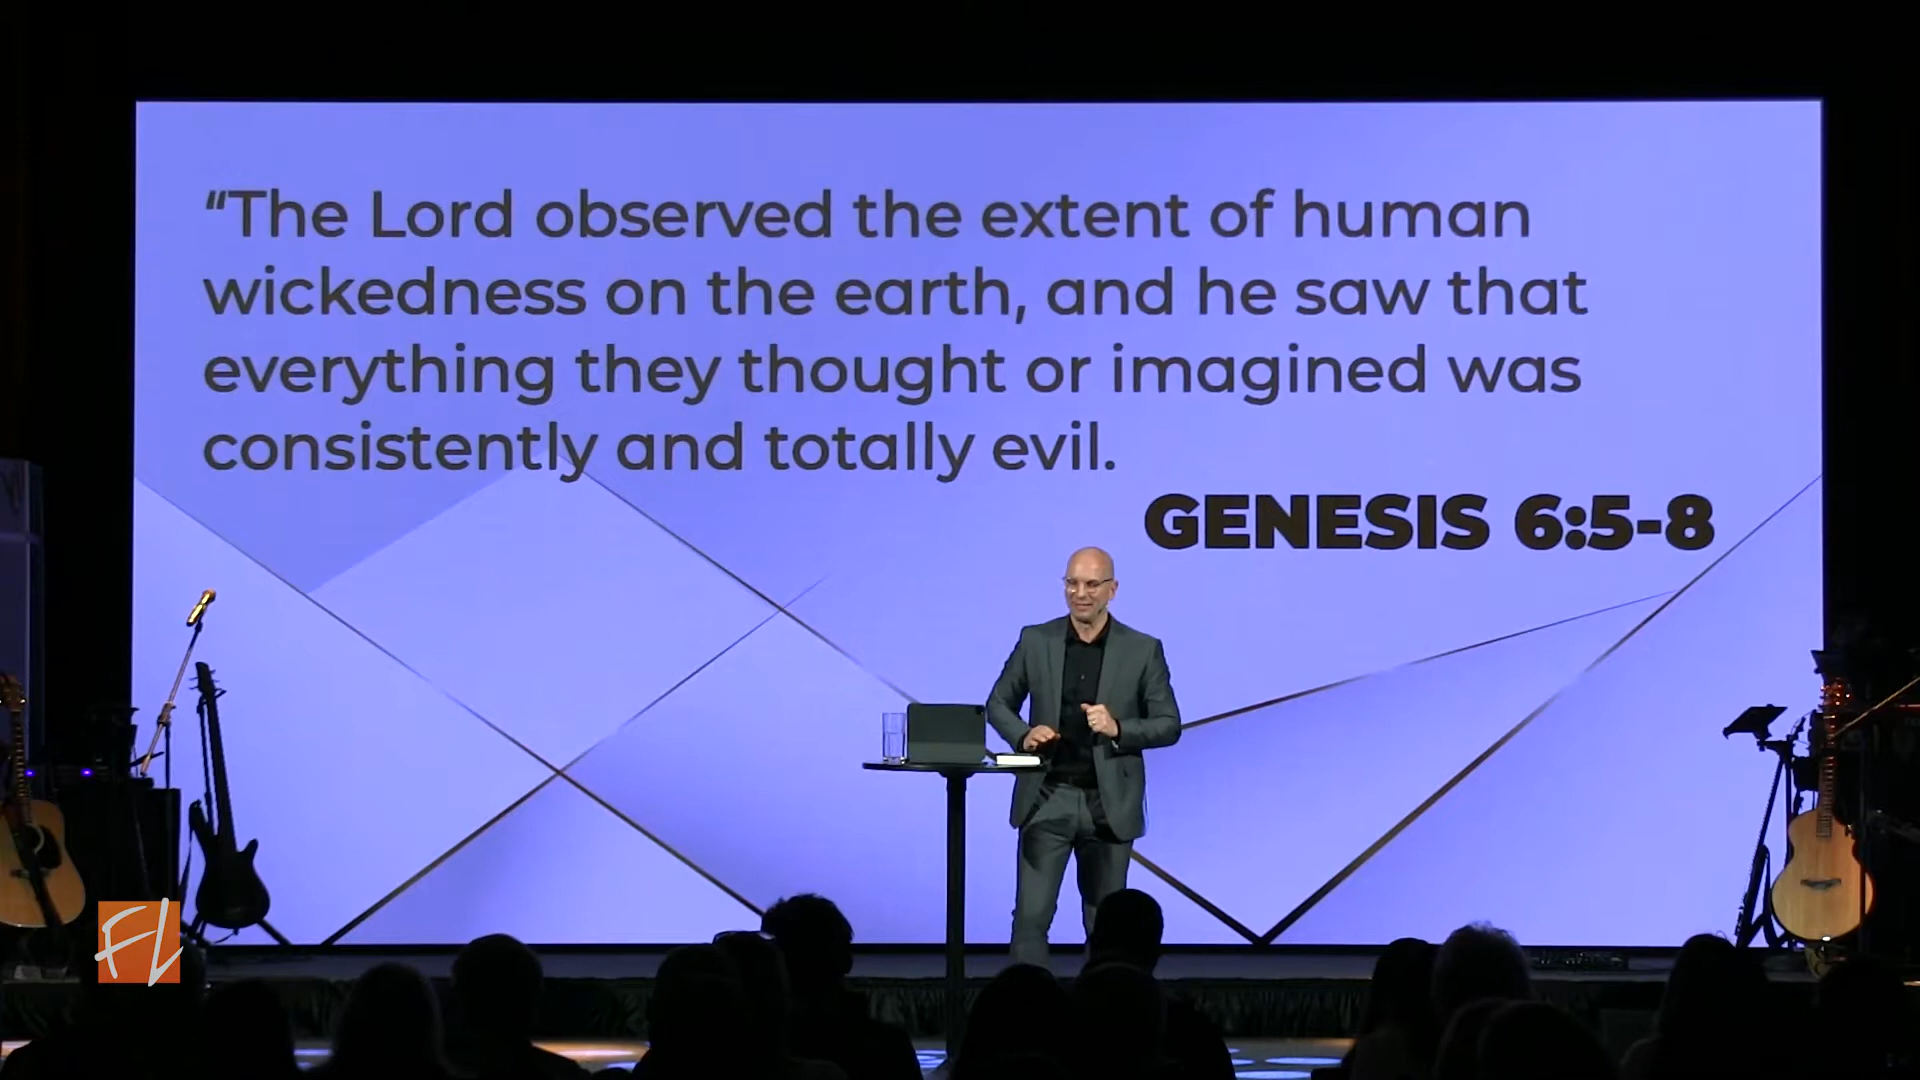 “The Lord observed the extent of human
wickedness on the earth, and he saw that
everything they thought or imagined was
consistently and totally evil.
GENESIS 6:5-8
FL